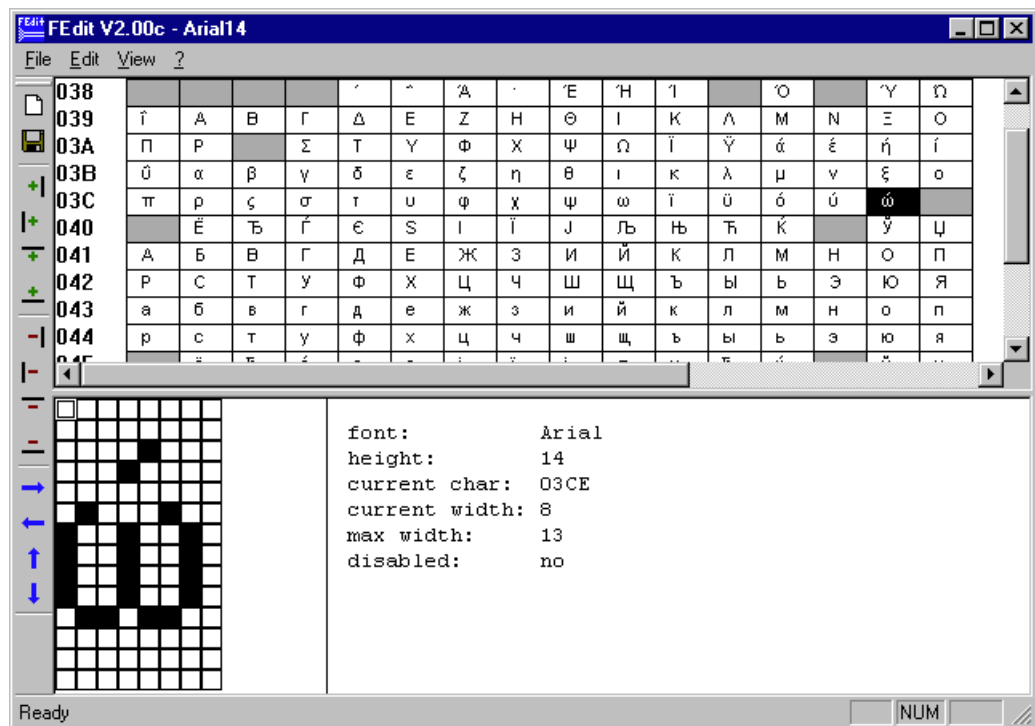 FEdit
FEdit V2.00c - Arial14
File Edit View ?
038 ΄ ΅ Ά · Έ Ή Ί Ό Ύ Ώ
039 ΐ Α Β Γ Δ Ε Ζ Η Θ Ι Κ Λ Μ Ν Ξ Ο
03A Π Ρ Σ Τ Υ Φ Χ Ψ Ω Ϊ Ϋ ά έ ή ί
03B ΰ α β γ δ ε ζ η θ ι κ λ μ ν ξ ο
03C π ρ ς σ τ υ φ χ ψ ω ϊ ϋ ό ύ ώ
040 Ё Ђ Ѓ Є Ѕ І Ї Ј Љ Њ Ћ Ќ Ў Џ
041 А Б В Г Д Е Ж З И Й К Л М Н О П
042 Р С Т У Ф Х Ц Ч Ш Щ Ъ Ы Ь Э Ю Я
043 а б в г д е ж з и й к л м н о п
044 р с т у ф х ц ч ш щ ъ ы ь э ю я
font: Arial
height: 14
current char: 03CE
current width: 8
max width: 13
disabled: no
Ready NUM